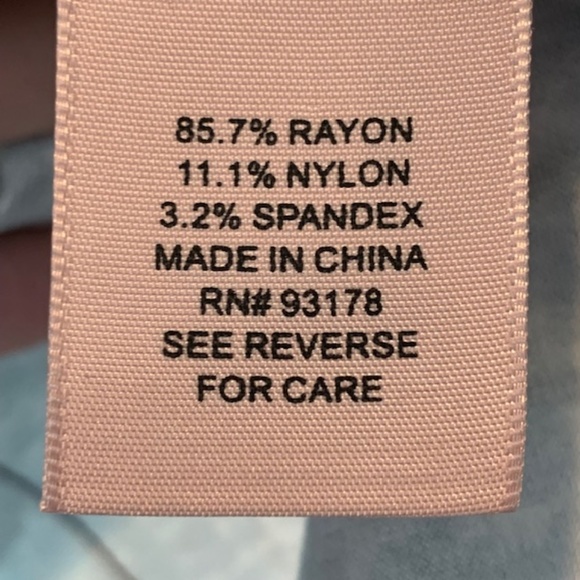 85.7% RAYON
11.1% NYLON
3.2% SPANDEX
MADE IN CHINA
RN# 93178
SEE REVERSE
FOR CARE